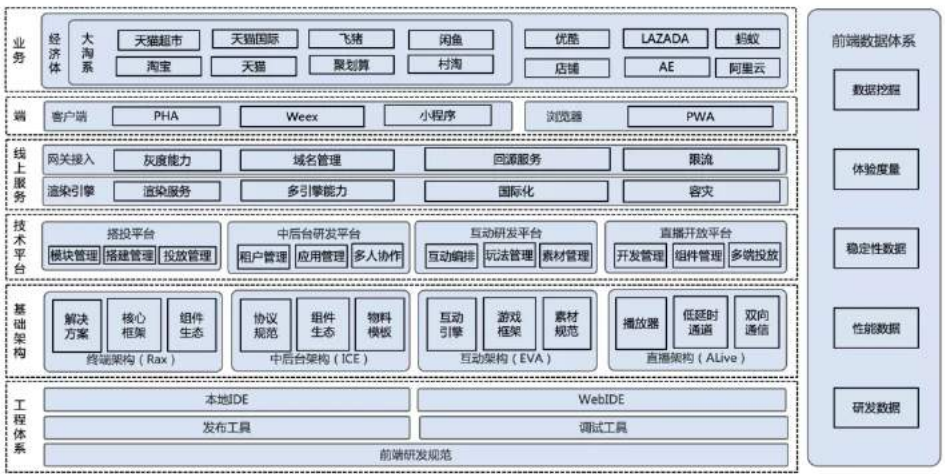 业务
经济体
大淘系
天猫超市 天猫国际 飞猪 闲鱼
淘宝 天猫 聚划算 村淘
优酷 LAZADA 蚂蚁
店铺 AE 阿里云
端
客户端 PHA Weex 小程序
浏览器 PWA
线上服务
网关接入 灰度能力 域名管理 回源服务 限流
渲染引擎 渲染服务 多引擎能力 国际化 容灾
技术平台
搭投平台
模块管理 搭建管理 投放管理
中后台研发平台
租户管理 应用管理 多人协作
互动研发平台
互动编排 玩法管理 素材管理
直播开放平台
开发管理 组件管理 多端投放
基础架构
解决方案 核心框架 组件生态
终端架构（Rax）
协议规范 组件生态 物料模板
中后台架构（ICE）
互动引擎 游戏框架 素材规范
互动架构（EVA）
播放器 低延时通道 双向通信
直播架构（ALive）
工程体系
本地IDE WebIDE
发布工具 调试工具
前端研发规范
前端数据体系
数据挖掘
体验度量
稳定性数据
性能数据
研发数据